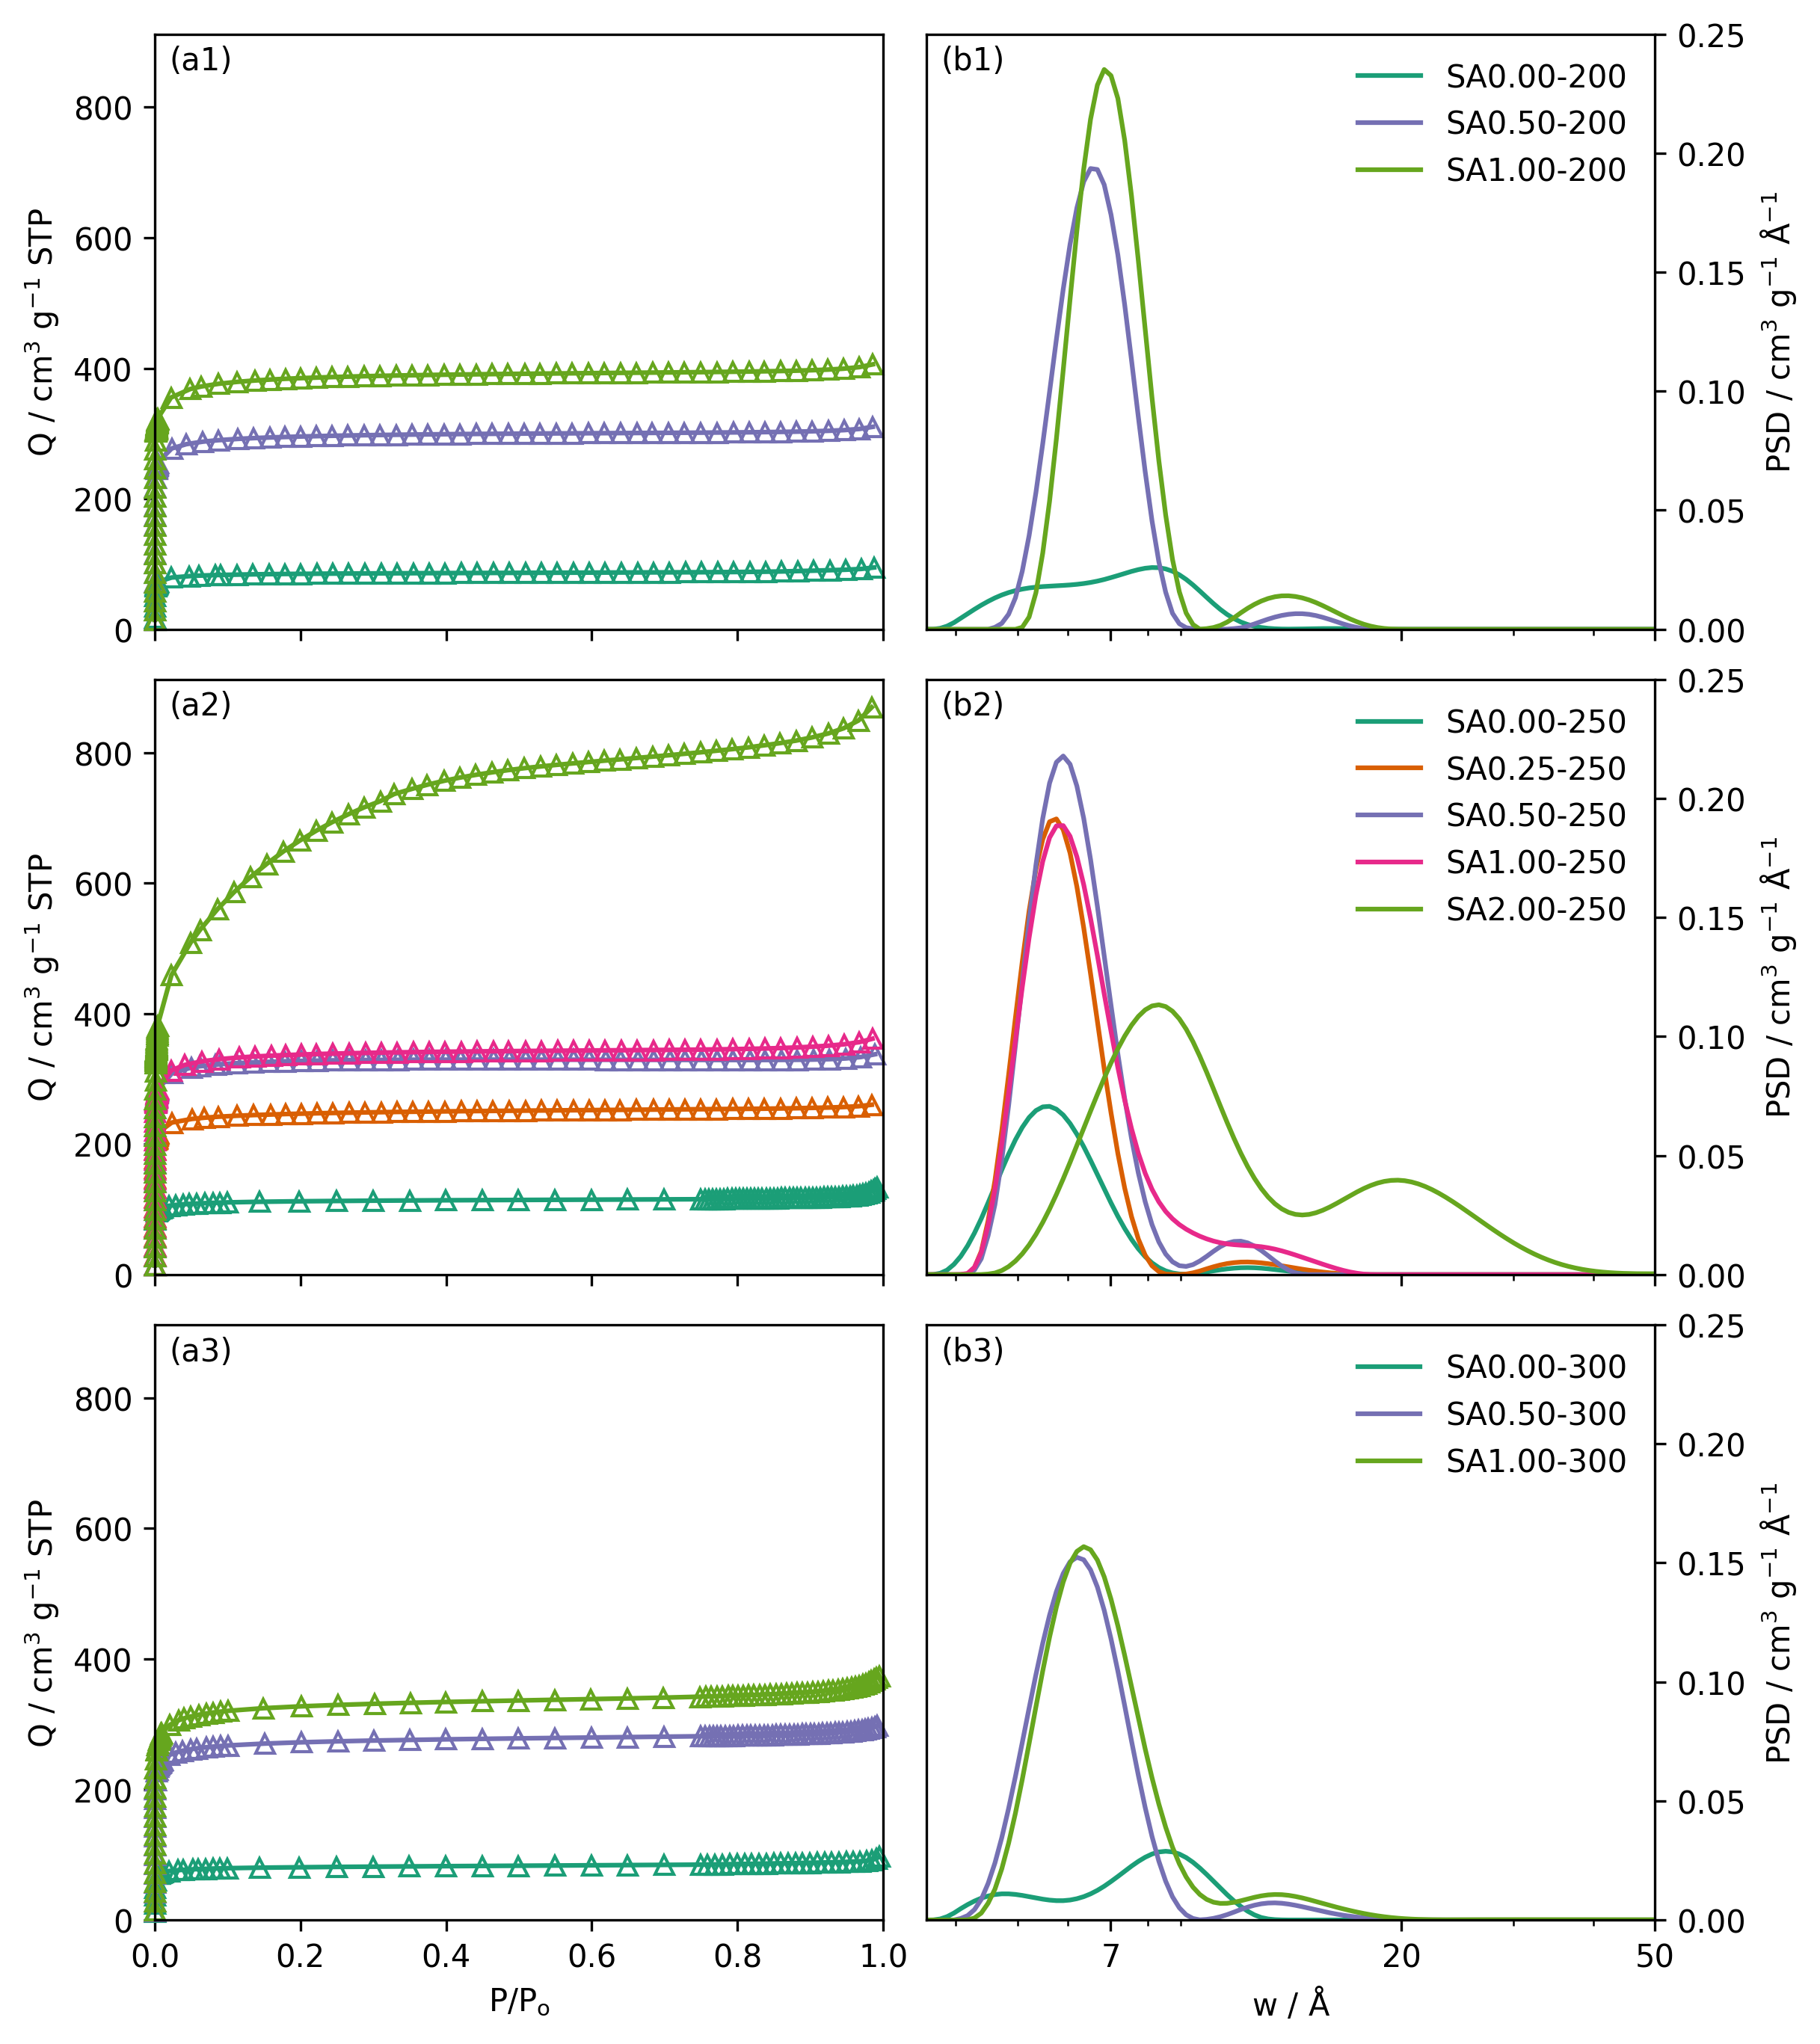 (a1)
800
600
400
200
0
Q / cm³ g⁻¹ STP
(b1)
SA0.00-200
SA0.50-200
SA1.00-200
0.25
0.20
0.15
0.10
0.05
0.00
PSD / cm³ g⁻¹ Å⁻¹
(a2)
800
600
400
200
0
Q / cm³ g⁻¹ STP
(b2)
SA0.00-250
SA0.25-250
SA0.50-250
SA1.00-250
SA2.00-250
0.25
0.20
0.15
0.10
0.05
0.00
PSD / cm³ g⁻¹ Å⁻¹
(a3)
800
600
400
200
0
Q / cm³ g⁻¹ STP
0.0 0.2 0.4 0.6 0.8 1.0
P/Pₒ
(b3)
SA0.00-300
SA0.50-300
SA1.00-300
0.25
0.20
0.15
0.10
0.05
0.00
PSD / cm³ g⁻¹ Å⁻¹
7 20 50
w / Å